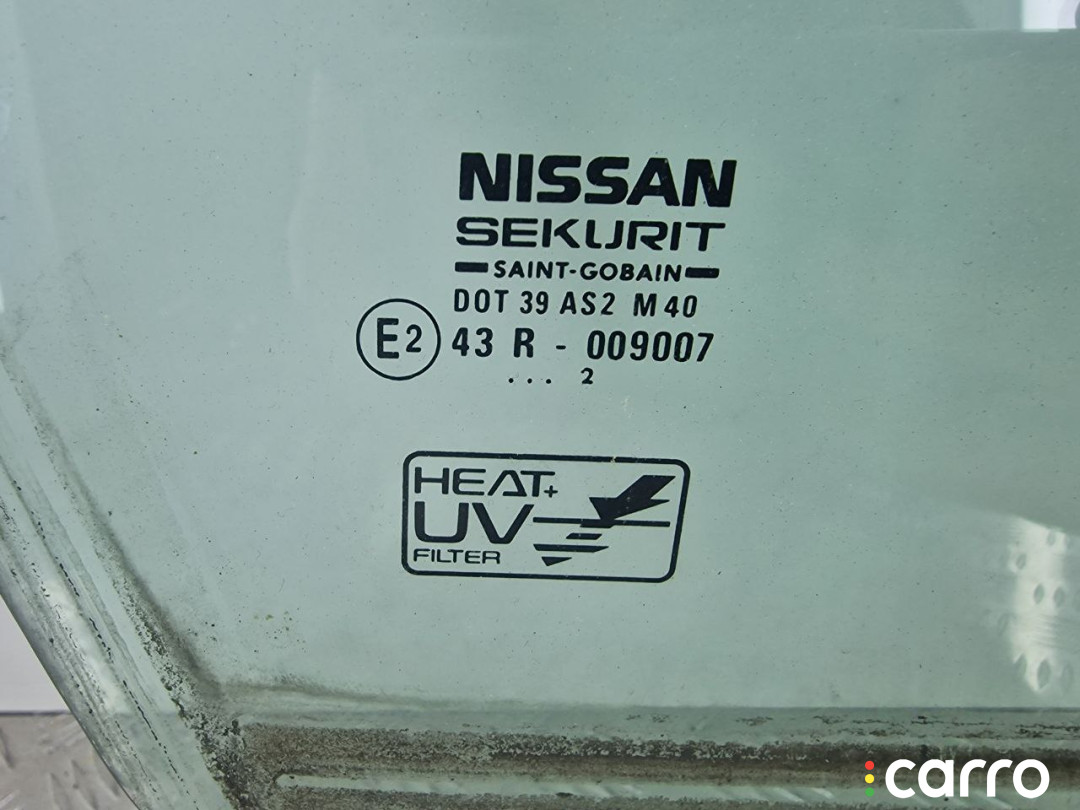 NISSAN
SEKURIT
SAINT-GOBAIN
DOT 39 AS2 M40
E2 43 R - 009007
... 2
HEAT+
UV
FILTER
carro